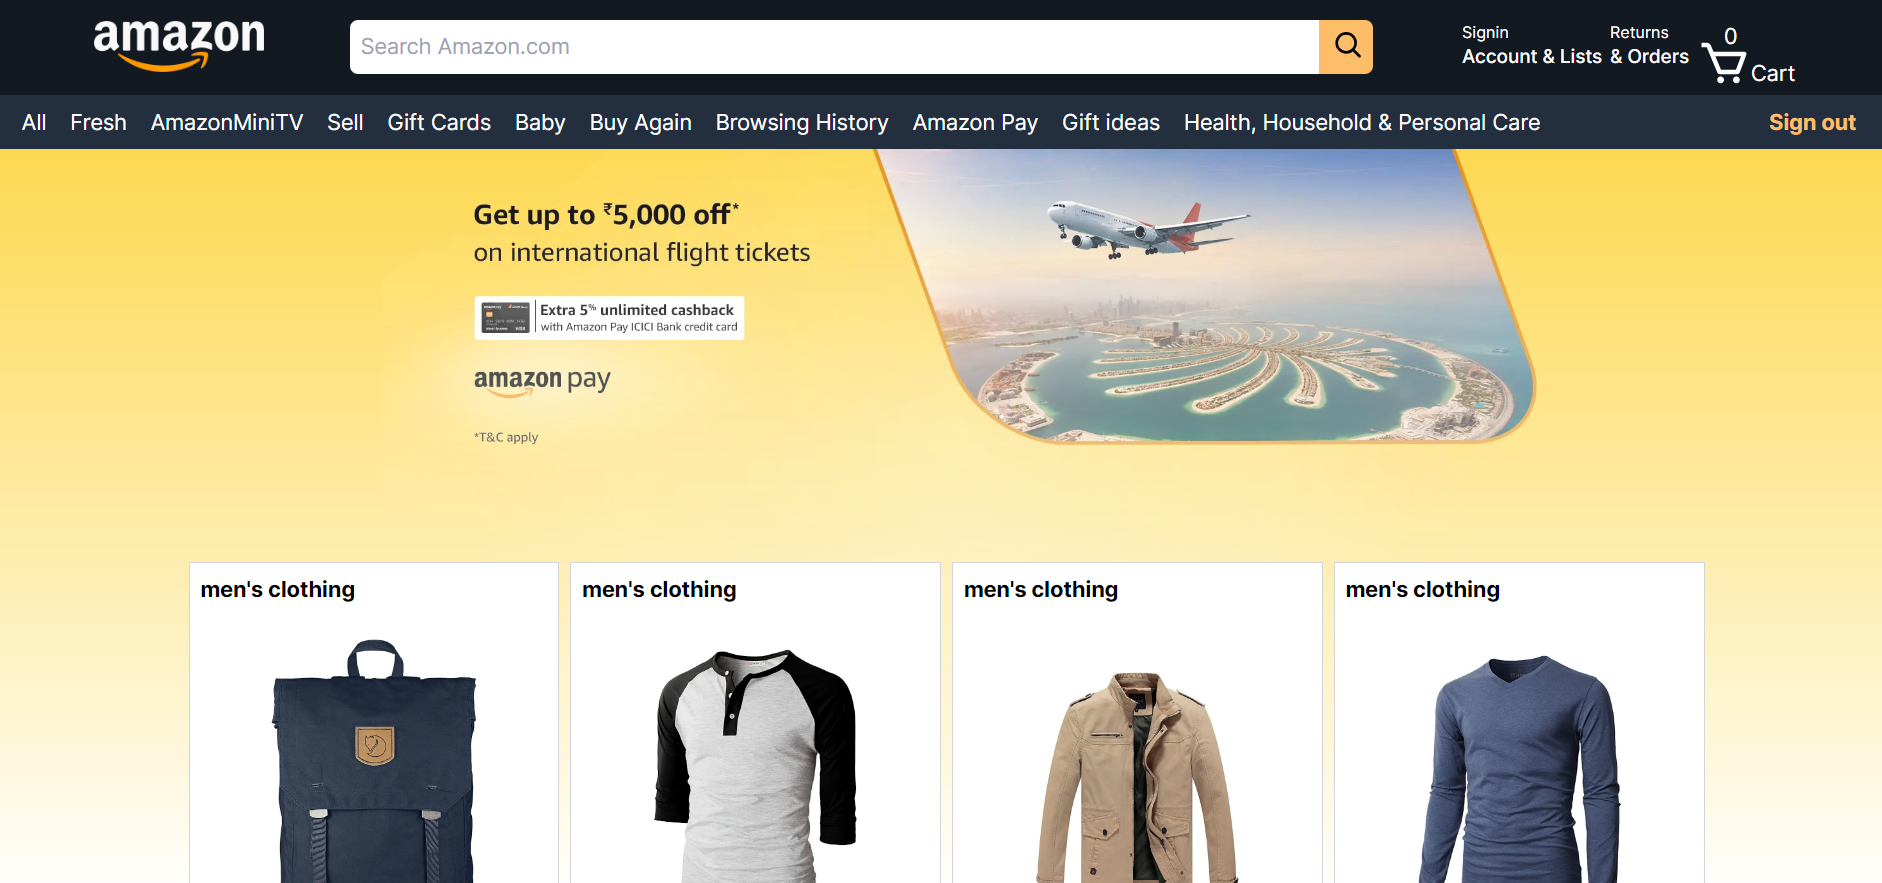 amazon
Search Amazon.com
Signin
Account & Lists
Returns
& Orders
0
Cart
All Fresh AmazonMiniTV Sell Gift Cards Baby Buy Again Browsing History Amazon Pay Gift ideas Health, Household & Personal Care Sign out
Get up to ₹5,000 off*
on international flight tickets
Extra 5% unlimited cashback
with Amazon Pay ICICI Bank credit card
amazon pay
*T&C apply
men's clothing
men's clothing
men's clothing
men's clothing